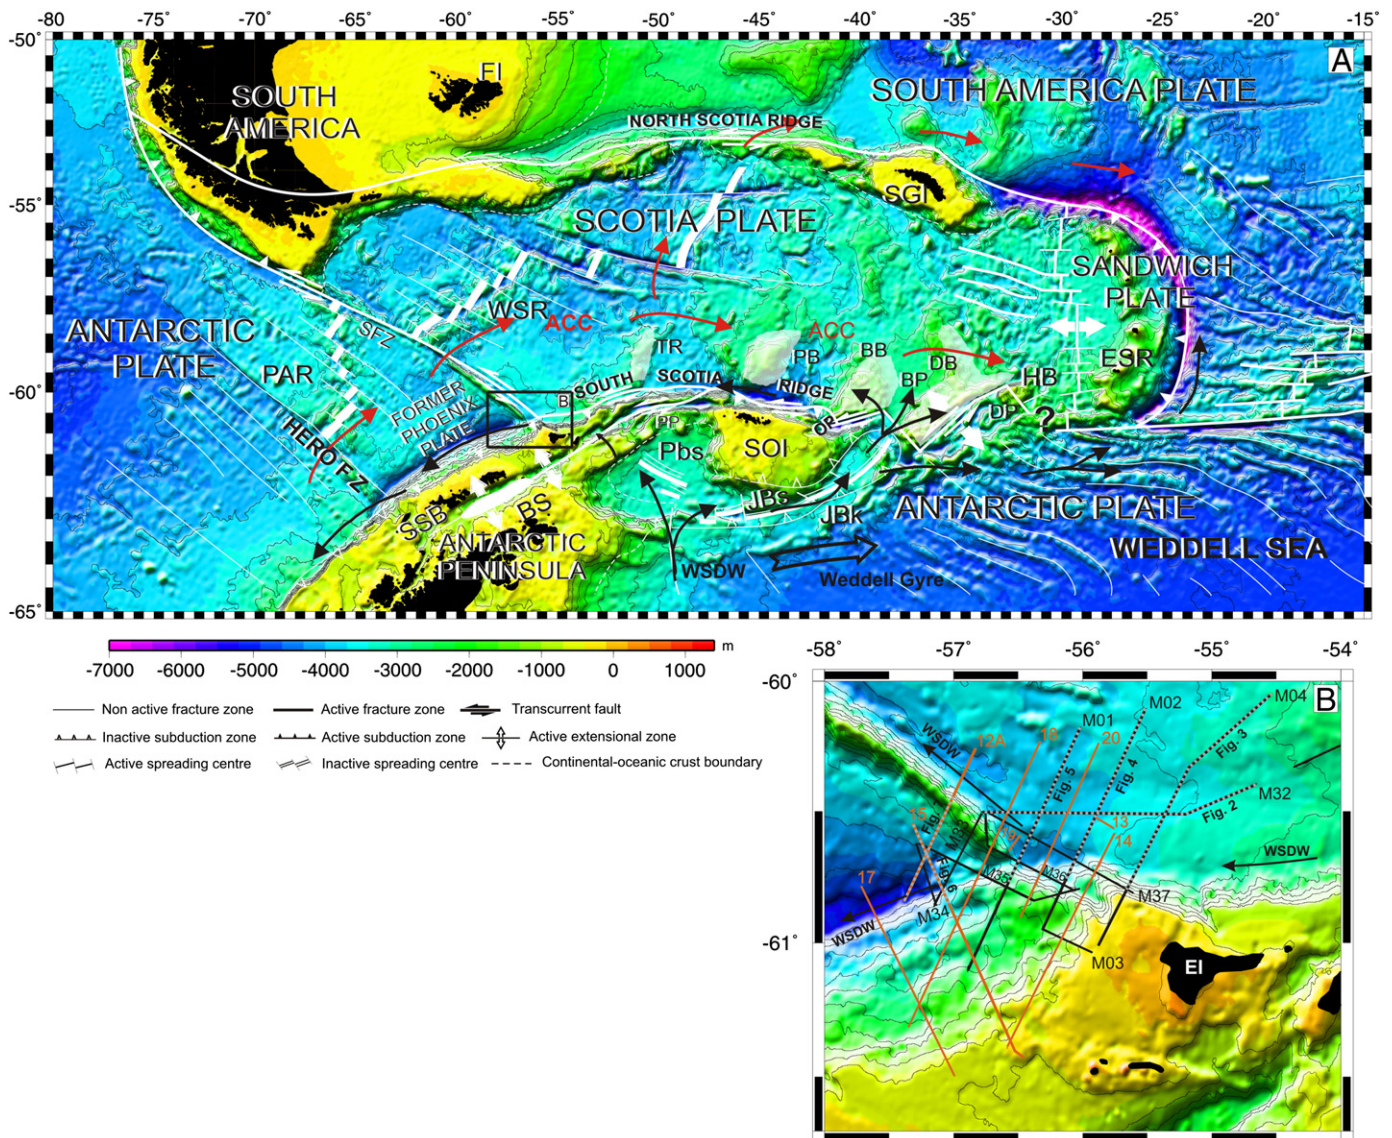 -80 -75 -70 -65 -60 -55 -50 -45 -40 -35 -30 -25 -20 -15
-50°
A
FI
SOUTH
AMERICA
SOUTH AMERICA PLATE
NORTH SCOTIA RIDGE
-55°
SGI
SCOTIA PLATE
SANDWICH
PLATE
WSR
ACC
ACC
ANTARCTIC
PLATE
SFZ
TR
PB
BB
DB
ESR
PAR
BP
HB
-60°
SOUTH
SCOTIA
RIDGE
FORMER
PHOENIX
PLATE
B
DP
?
OP
HERO FZ
PP
Pbs
SOI
JBs
JBk
SSB
BS
ANTARCTIC PLATE
ANTARCTIC
PENINSULA
WEDDELL SEA
WSDW
Weddell Gyre
-65°
m
-7000 -6000 -5000 -4000 -3000 -2000 -1000 0 1000
Non active fracture zone
Active fracture zone
Transcurrent fault
Inactive subduction zone
Active subduction zone
Active extensional zone
Active spreading centre
Inactive spreading centre
Continental-oceanic crust boundary
-58° -57° -56° -55° -54
-60°
B
M04
M02
M01
WSDW
12A
18
20
Fig. 3
Fig. 5
Fig. 4
M32
Fig. 2
15
M33
13
14
WSDW
17
M35
M36
Fig. 6
M37
M34
WSDW
-61°
M03
EI